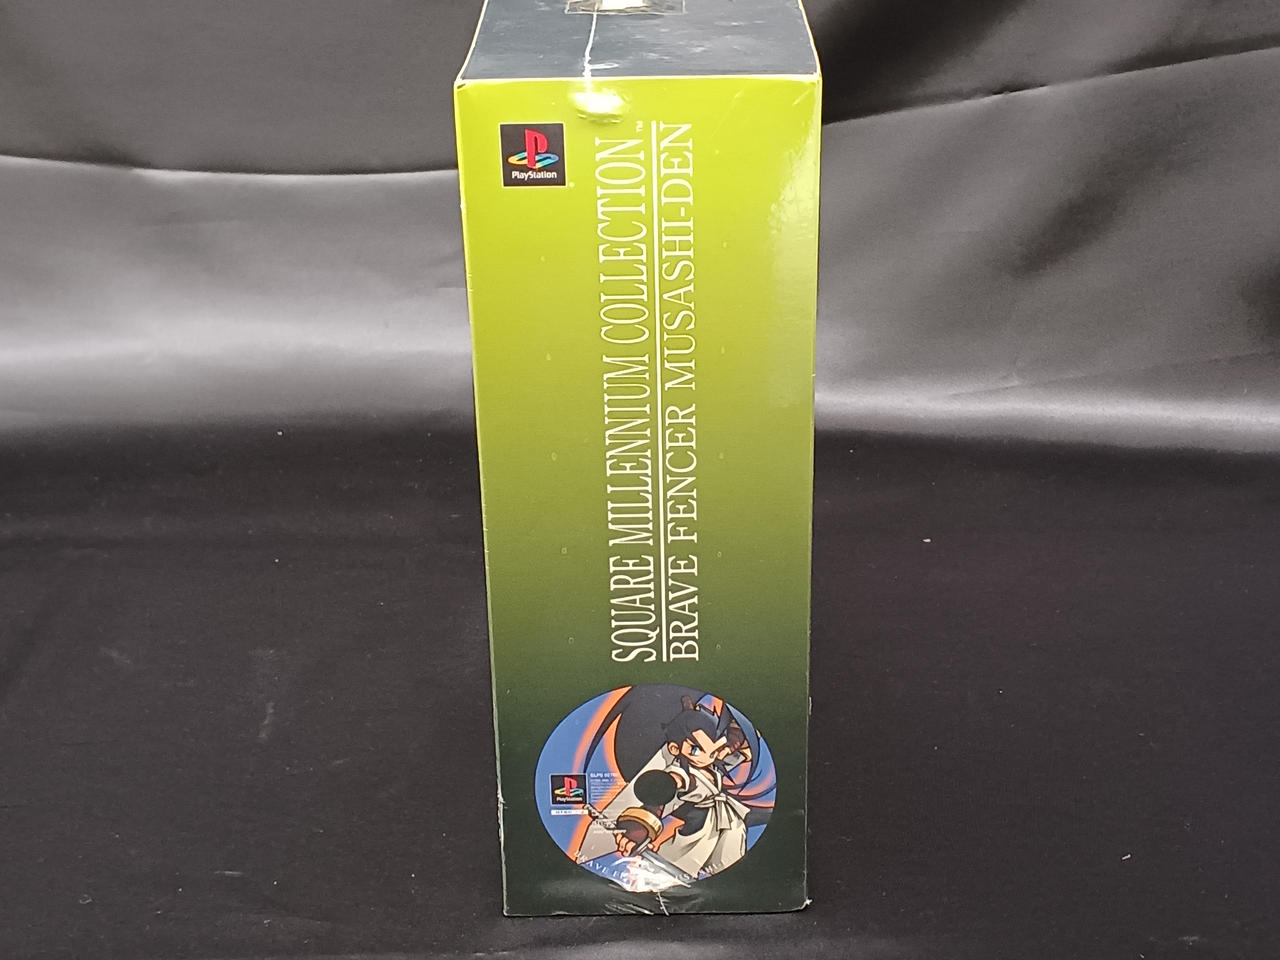 PlayStation
SQUARE MILLENNIUM COLLECTION™
BRAVE FENCER MUSASHI-DEN
PlayStation